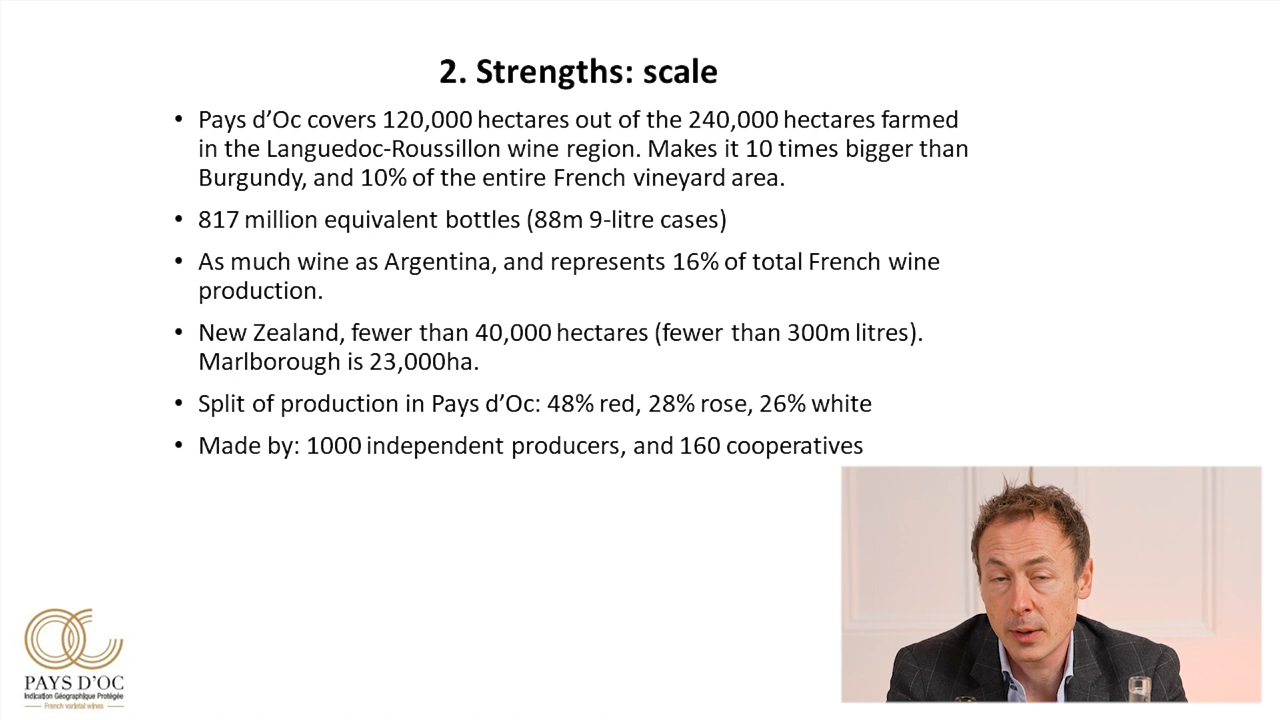 2. Strengths: scale
• Pays d’Oc covers 120,000 hectares out of the 240,000 hectares farmed
in the Languedoc-Roussillon wine region. Makes it 10 times bigger than
Burgundy, and 10% of the entire French vineyard area.
• 817 million equivalent bottles (88m 9-litre cases)
• As much wine as Argentina, and represents 16% of total French wine
production.
• New Zealand, fewer than 40,000 hectares (fewer than 300m litres).
Marlborough is 23,000ha.
• Split of production in Pays d’Oc: 48% red, 28% rose, 26% white
• Made by: 1000 independent producers, and 160 cooperatives
PAYS D’OC
Indication Géographique Protégée
French varietal wines